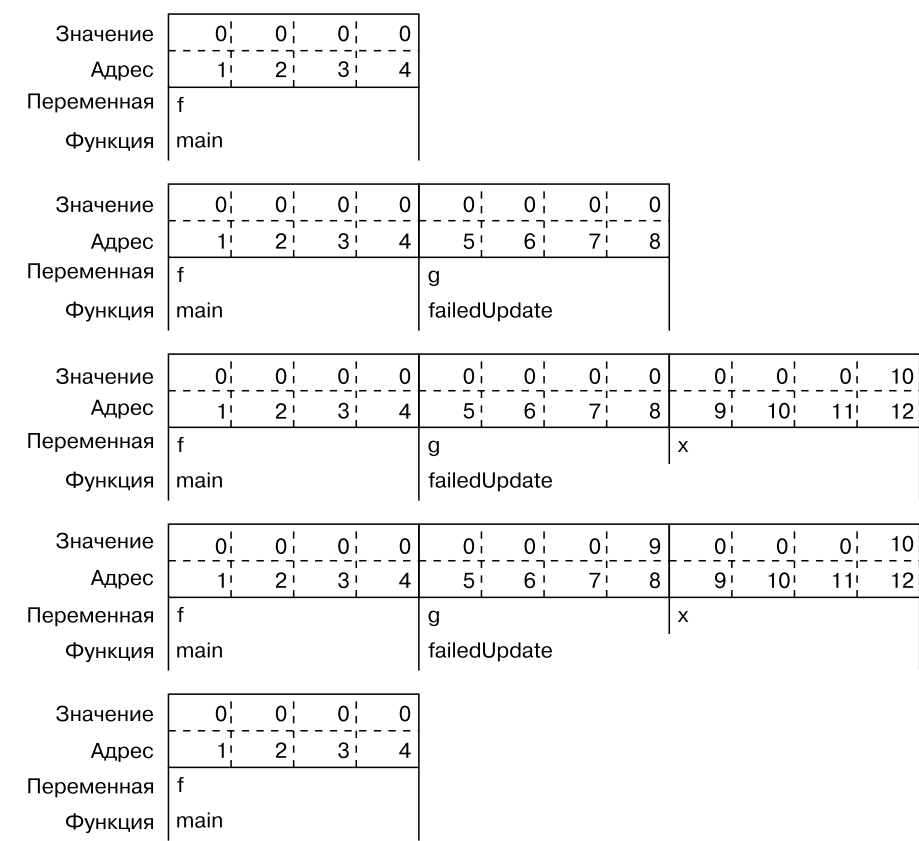 Значение 0 0 0 0
Адрес 1 2 3 4
Переменная f
Функция main
Значение 0 0 0 0 0 0 0 0
Адрес 1 2 3 4 5 6 7 8
Переменная f g
Функция main failedUpdate
Значение 0 0 0 0 0 0 0 0 0 0 0 10
Адрес 1 2 3 4 5 6 7 8 9 10 11 12
Переменная f g x
Функция main failedUpdate
Значение 0 0 0 0 0 0 0 9 0 0 0 10
Адрес 1 2 3 4 5 6 7 8 9 10 11 12
Переменная f g x
Функция main failedUpdate
Значение 0 0 0 0
Адрес 1 2 3 4
Переменная f
Функция main